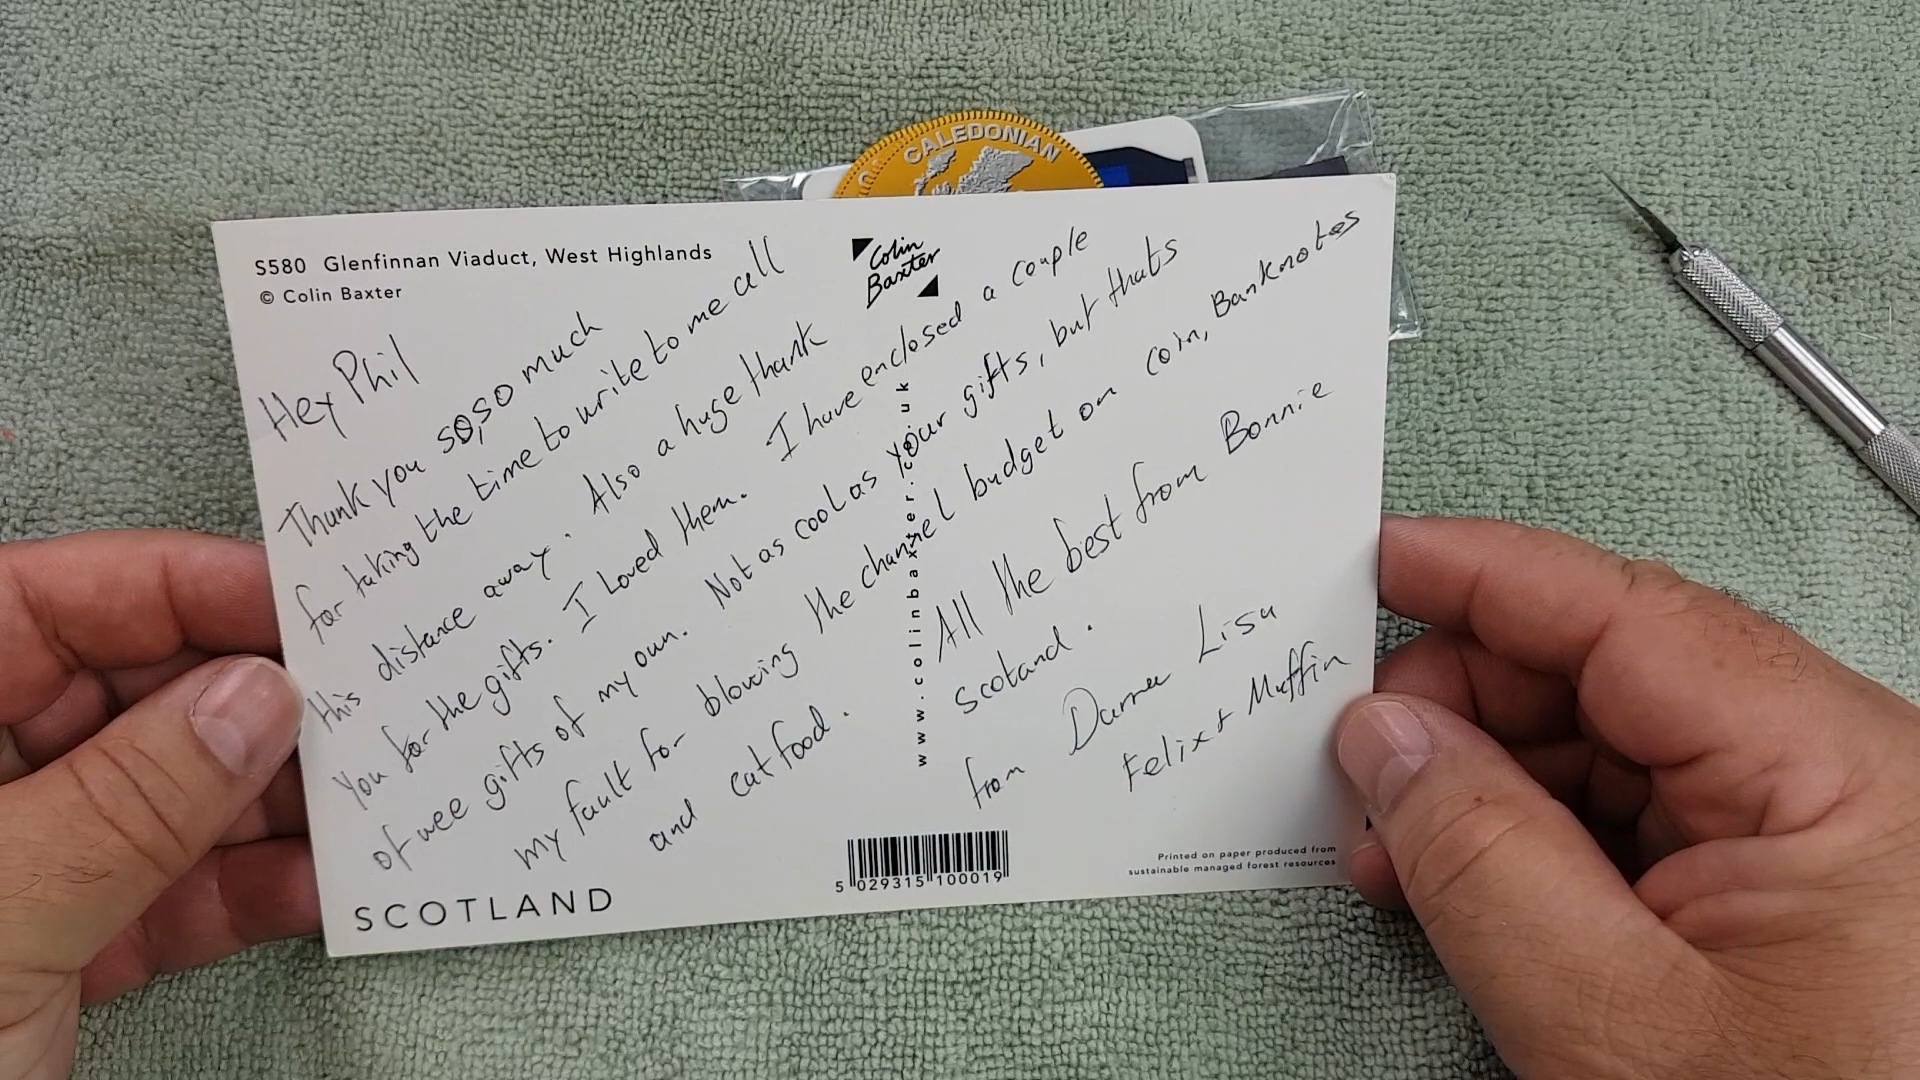 CALEDONIAN
S580 Glenfinnan Viaduct, West Highlands
© Colin Baxter
Colin
Baxter
Hey Phil
Thank you so,so much
for taking the time to write to me all
this distance away. Also a huge thank
you for the gifts. I loved them. I have enclosed a couple
of wee gifts of my own. Not as cool as your gifts, but thats
my fault for blowing the channel budget on coin, Banknotes
and cat food.
All the best from Bonnie
scotand.
from Lisa
Felix + Muffin
www.colinbaxter.co.uk
SCOTLAND
5 029315 100019
Printed on paper produced from
sustainable managed forest resources